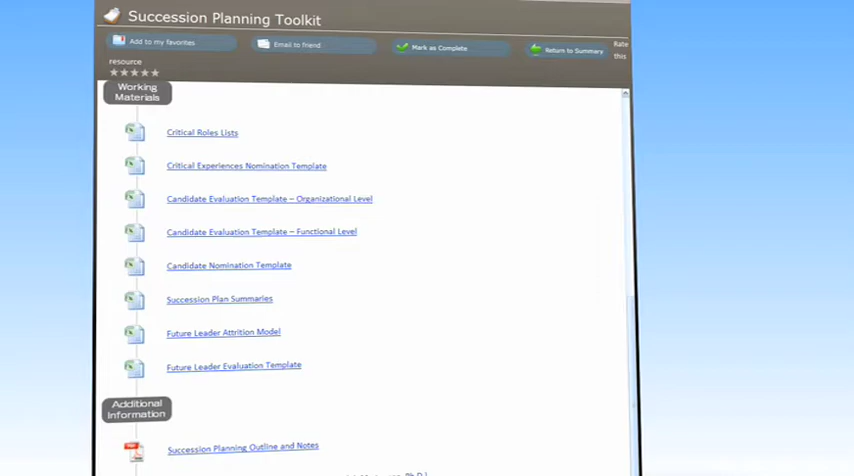 Succession Planning Toolkit
Add to my favorites
Email to friend
Mark as Complete
Return to Summary
Rate
this
resource
Working
Materials
Critical Roles Lists
Critical Experiences Nomination Template
Candidate Evaluation Template – Organizational Level
Candidate Evaluation Template – Functional Level
Candidate Nomination Template
Succession Plan Summaries
Future Leader Attrition Model
Future Leader Evaluation Template
Additional
Information
Succession Planning Outline and Notes